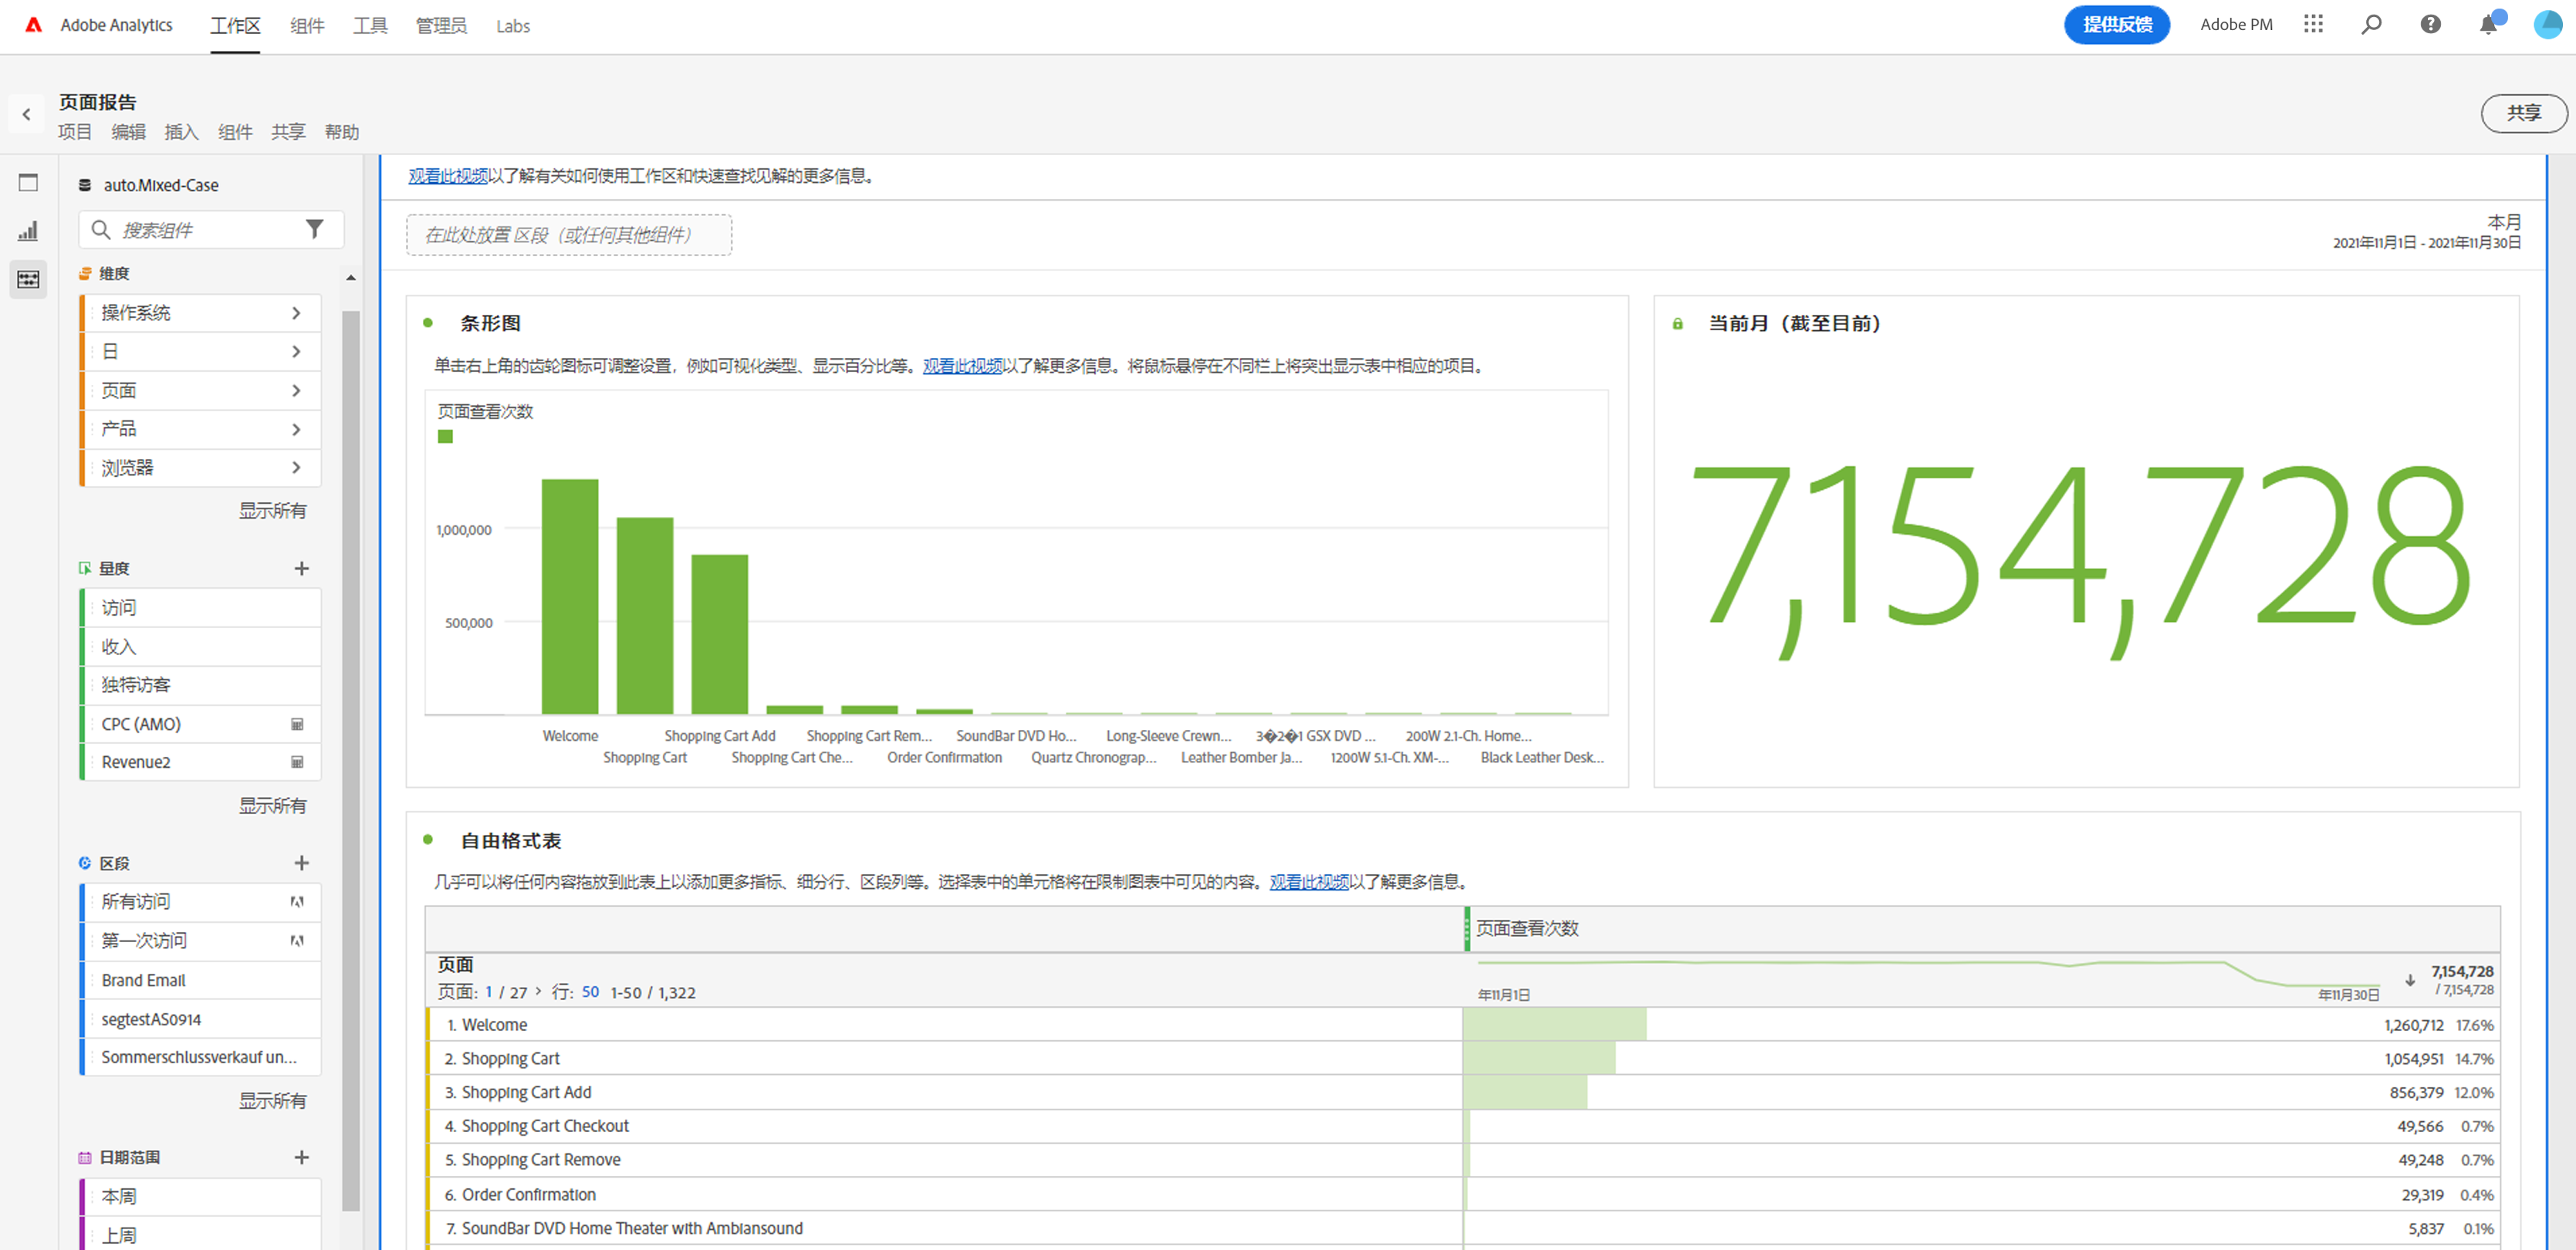 Adobe Analytics 工作区 组件 工具 管理员 Labs 提供反馈 Adobe PM
页面报告
项目 编辑 插入 组件 共享 帮助
共享
auto.Mixed-Case
搜索组件
维度
操作系统
日
页面
产品
浏览器
显示所有
量度
访问
收入
独特访客
CPC (AMO)
Revenue2
显示所有
区段
所有访问
第一次访问
Brand Email
segtestAS0914
Sommerschlussverkauf un...
显示所有
日期范围
本周
上周
观看此视频以了解有关如何使用工作区和快速查找见解的更多信息。
在此处放置 区段（或任何其他组件）
本月
2021年11月1日 - 2021年11月30日
条形图
单击右上角的齿轮图标可调整设置，例如可视化类型、显示百分比等。观看此视频以了解更多信息。将鼠标悬停在不同栏上将突出显示表中相应的项目。
页面查看次数
1,000,000
500,000
Welcome Shopping Cart Add Shopping Cart Rem... SoundBar DVD Ho... Long-Sleeve Crewn... 3�2�1 GSX DVD ... 200W 2.1-Ch. Home...
Shopping Cart Shopping Cart Che... Order Confirmation Quartz Chronograp... Leather Bomber Ja... 1200W 5.1-Ch. XM-... Black Leather Desk...
当前月（截至目前）
7,154,728
自由格式表
几乎可以将任何内容拖放到此表上以添加更多指标、细分行、区段列等。选择表中的单元格将在限制图表中可见的内容。观看此视频以了解更多信息。
页面查看次数
页面
页面: 1 / 27 > 行: 50 1-50 / 1,322
年11月1日 年11月30日
7,154,728
/ 7,154,728
1. Welcome 1,260,712 17.6%
2. Shopping Cart 1,054,951 14.7%
3. Shopping Cart Add 856,379 12.0%
4. Shopping Cart Checkout 49,566 0.7%
5. Shopping Cart Remove 49,248 0.7%
6. Order Confirmation 29,319 0.4%
7. SoundBar DVD Home Theater with Ambiansound 5,837 0.1%